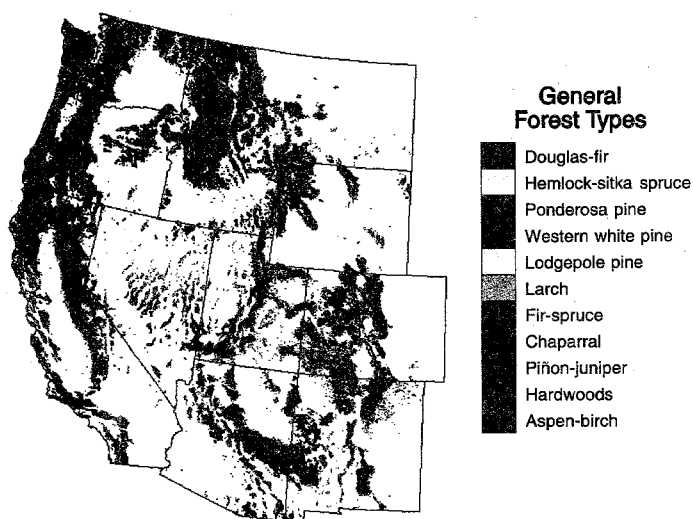 General
Forest Types
Douglas-fir
Hemlock-sitka spruce
Ponderosa pine
Western white pine
Lodgepole pine
Larch
Fir-spruce
Chaparral
Piñon-juniper
Hardwoods
Aspen-birch